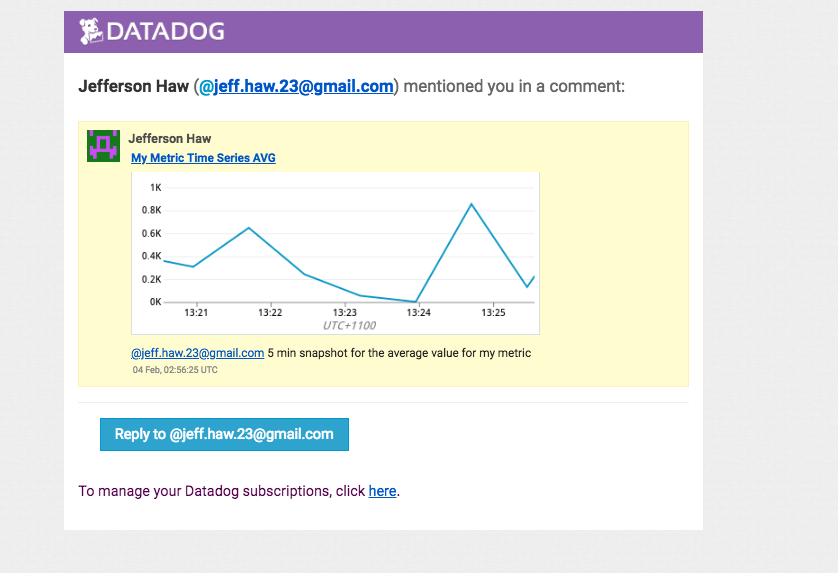 DATADOG
Jefferson Haw (@jeff.haw.23@gmail.com) mentioned you in a comment:
Jefferson Haw
My Metric Time Series AVG
1K
0.8K
0.6K
0.4K
0.2K
0K
13:21 13:22 13:23 13:24 13:25
UTC+1100
@jeff.haw.23@gmail.com 5 min snapshot for the average value for my metric
04 Feb, 02:56:25 UTC
Reply to @jeff.haw.23@gmail.com
To manage your Datadog subscriptions, click here.